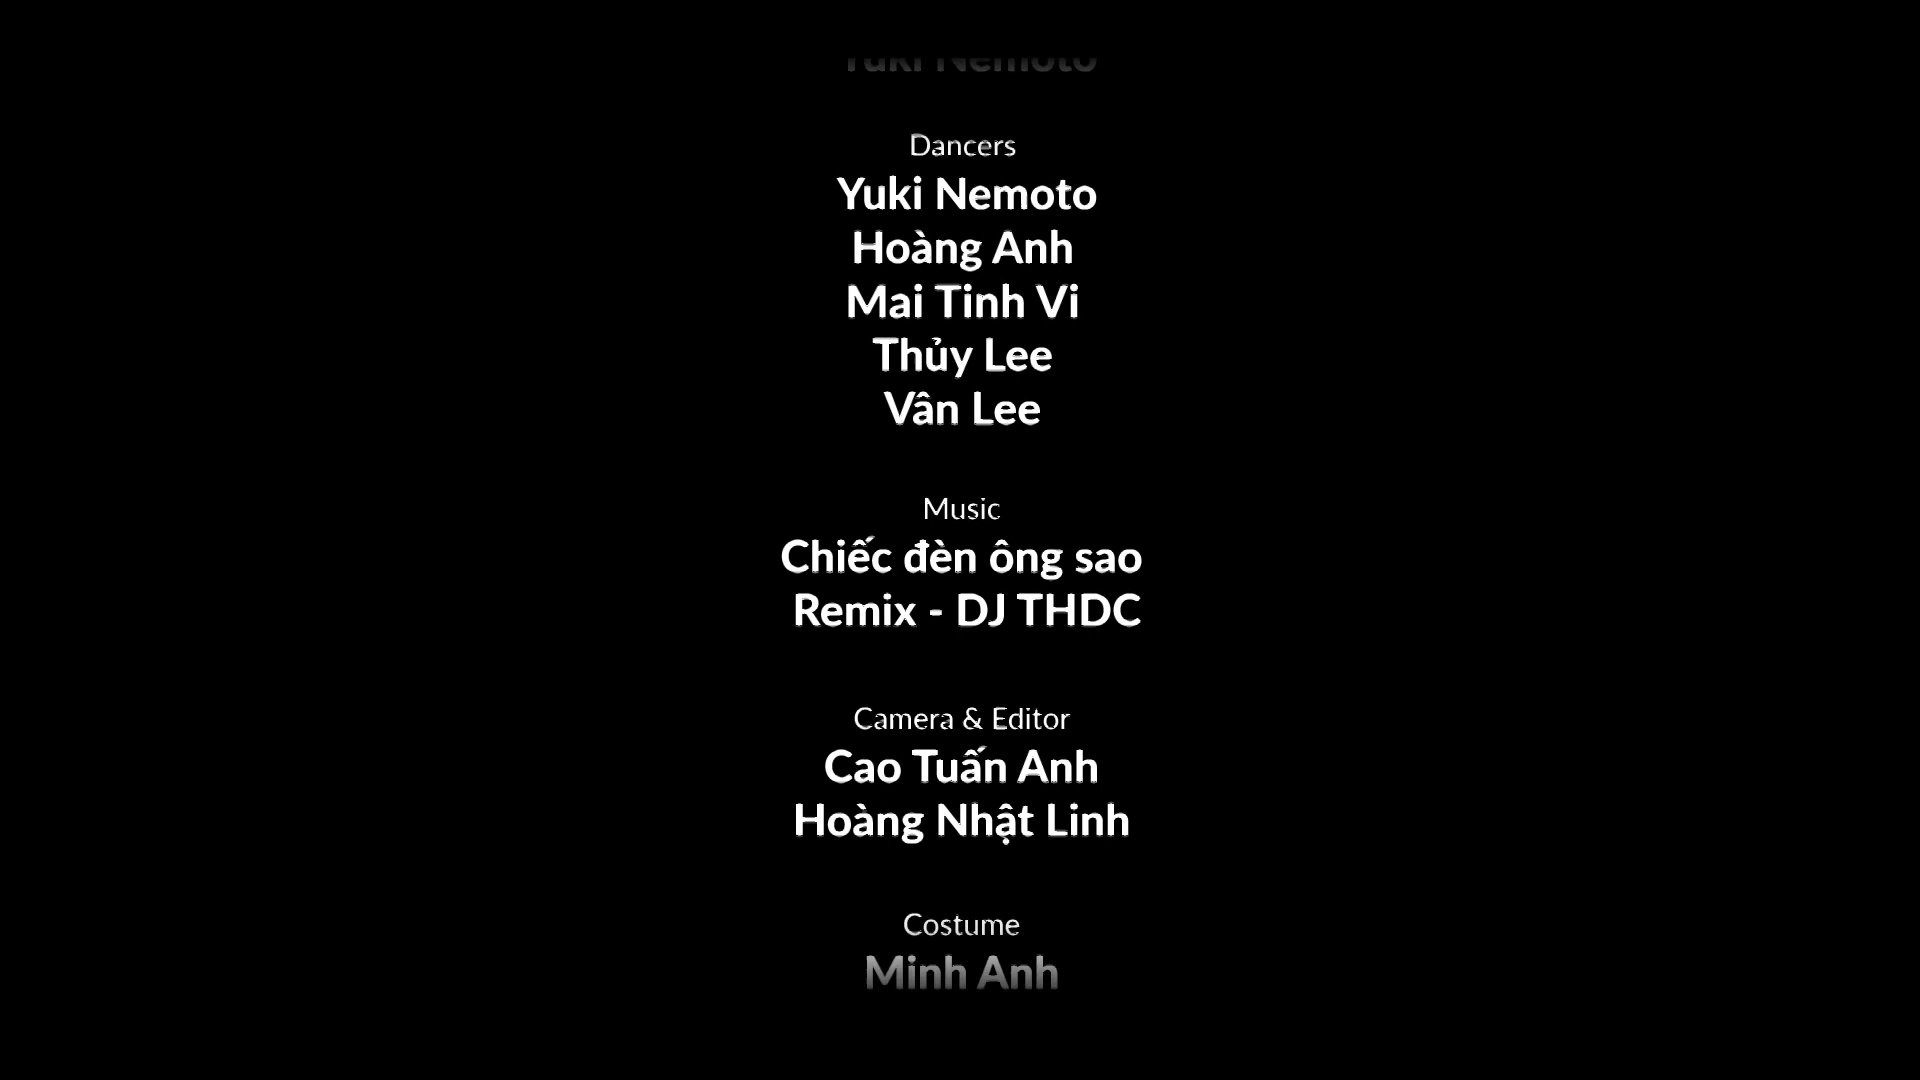 Yuki Nemoto
Dancers
Yuki Nemoto
Hoàng Anh
Mai Tinh Vi
Thủy Lee
Vân Lee
Music
Chiếc đèn ông sao
Remix - DJ THDC
Camera & Editor
Cao Tuấn Anh
Hoàng Nhật Linh
Costume
Minh Anh